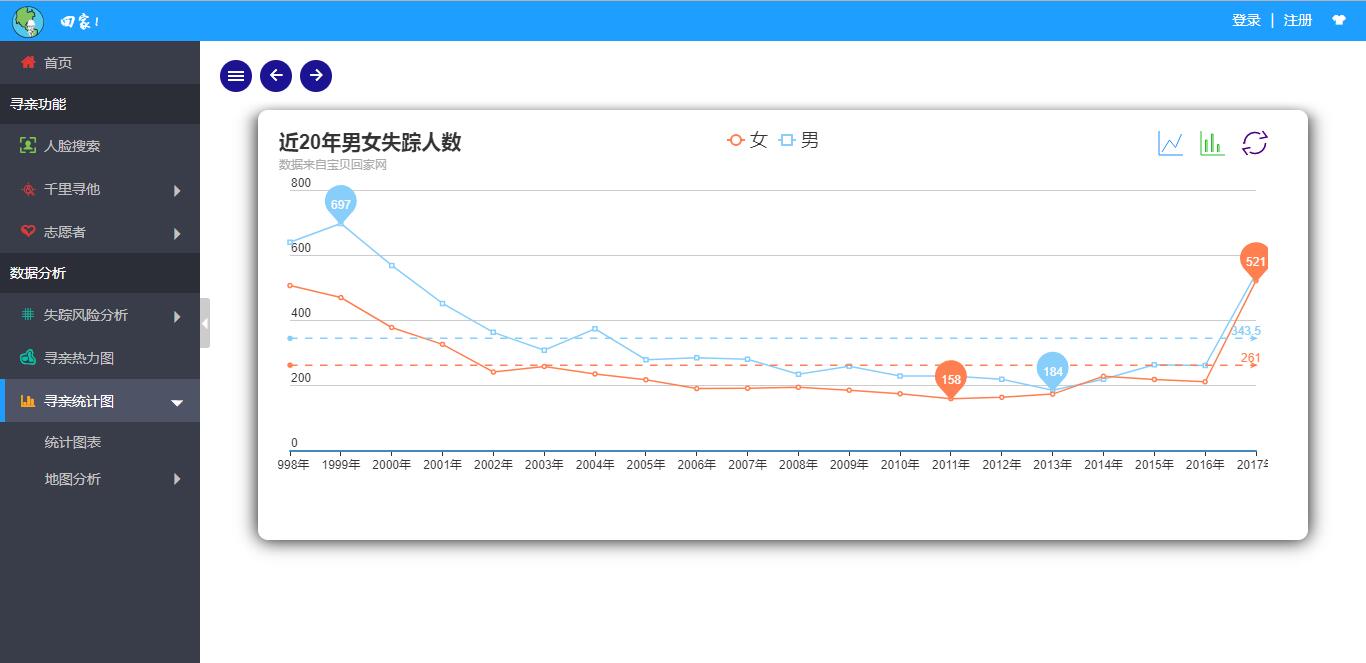 回家！
登录 | 注册
首页
寻亲功能
人脸搜索
千里寻他
志愿者
数据分析
失踪风险分析
寻亲热力图
寻亲统计图
统计图表
地图分析
近20年男女失踪人数
数据来自宝贝回家网
女 男
800
697
600
521
400
343.5
261
200
158
184
0
998年 1999年 2000年 2001年 2002年 2003年 2004年 2005年 2006年 2007年 2008年 2009年 2010年 2011年 2012年 2013年 2014年 2015年 2016年 2017年